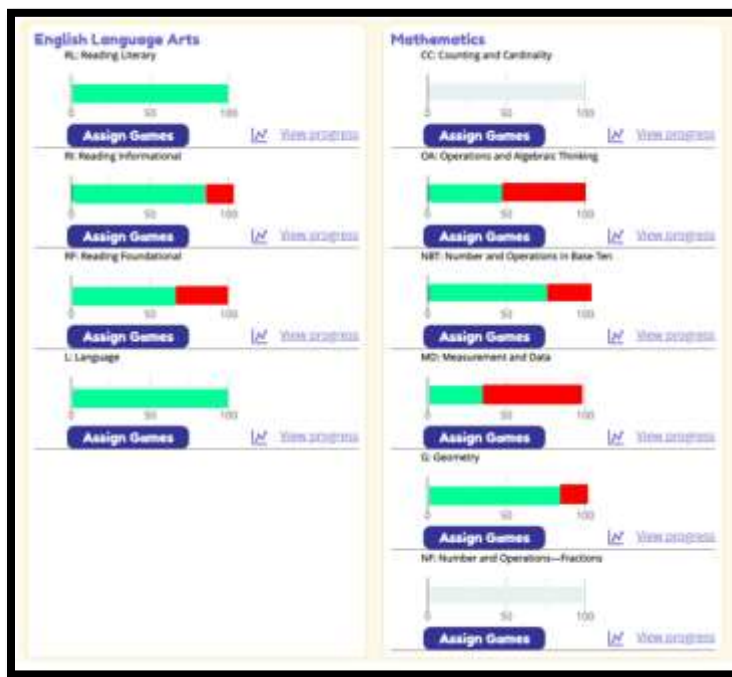 English Language Arts
RL: Reading Literary
0 50 100
Assign Games View progress
RI: Reading Informational
0 50 100
Assign Games View progress
RF: Reading Foundational
0 50 100
Assign Games View progress
L: Language
0 50 100
Assign Games View progress
Mathematics
CC: Counting and Cardinality
0 50 100
Assign Games View progress
OA: Operations and Algebraic Thinking
0 50 100
Assign Games View progress
NBT: Number and Operations in Base Ten
0 50 100
Assign Games View progress
MD: Measurement and Data
0 50 100
Assign Games View progress
G: Geometry
0 50 100
Assign Games View progress
NF: Number and Operations—Fractions
0 50 100
Assign Games View progress